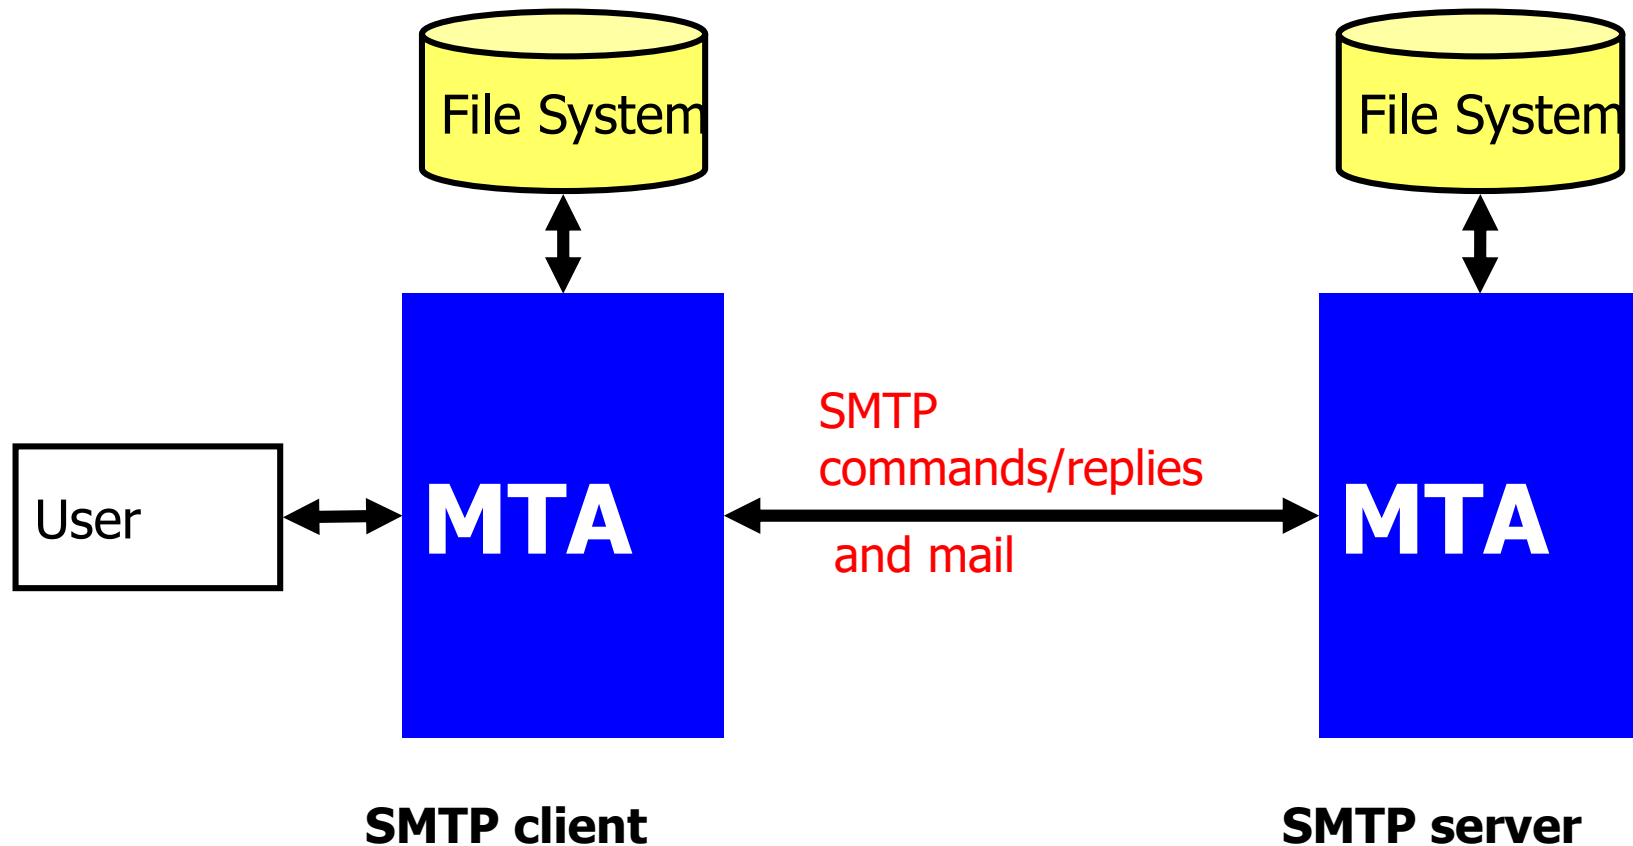 File System
File System
SMTP
commands/replies
User
MTA
MTA
and mail
SMTP client
SMTP server